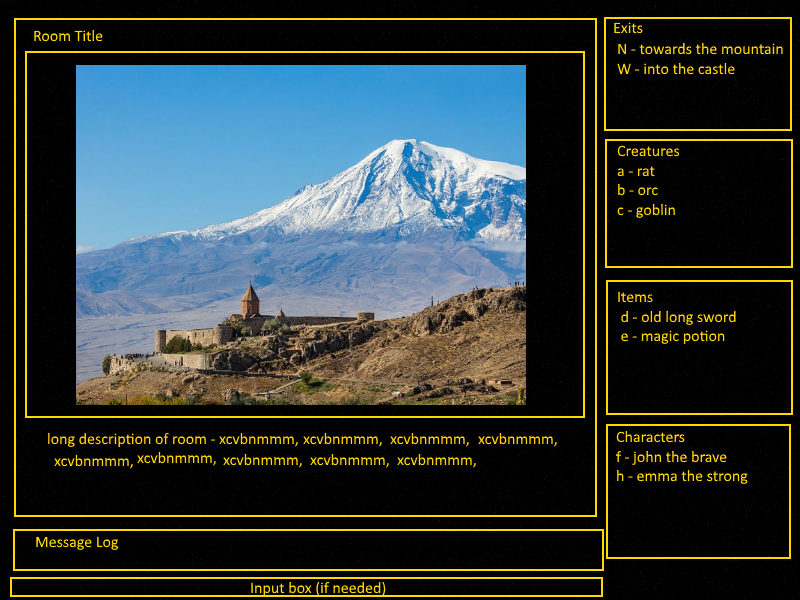 Room Title
long description of room - xcvbnmmm, xcvbnmmm, xcvbnmmm, xcvbnmmm,
xcvbnmmm, xcvbnmmm, xcvbnmmm, xcvbnmmm, xcvbnmmm,
Message Log
Input box (if needed)
Exits
N - towards the mountain
W - into the castle
Creatures
a - rat
b - orc
c - goblin
Items
d - old long sword
e - magic potion
Characters
f - john the brave
h - emma the strong